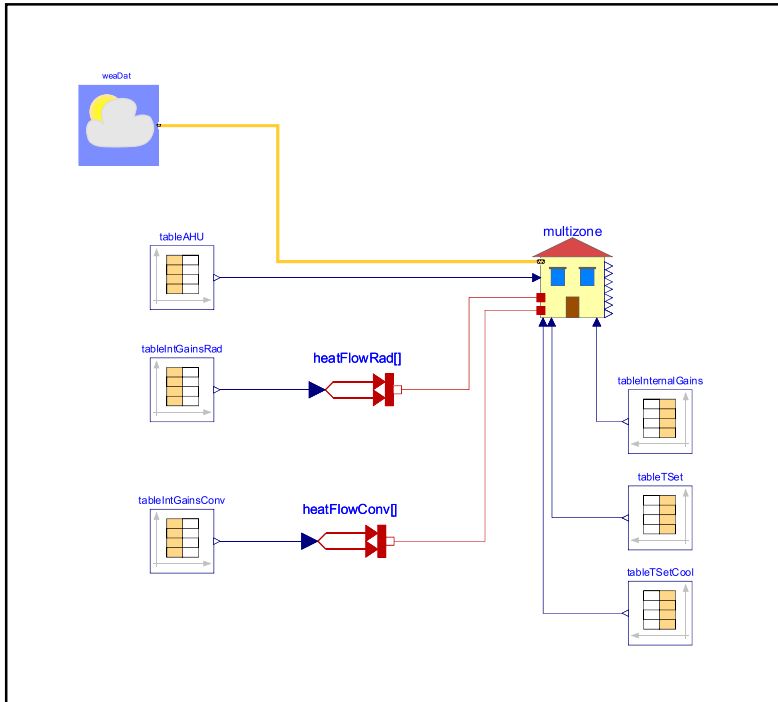 weaDat
tableAHU
multizone
tableIntGainsRad
heatFlowRad[]
tableInternalGains
tableTSet
tableIntGainsConv
heatFlowConv[]
tableTSetCool